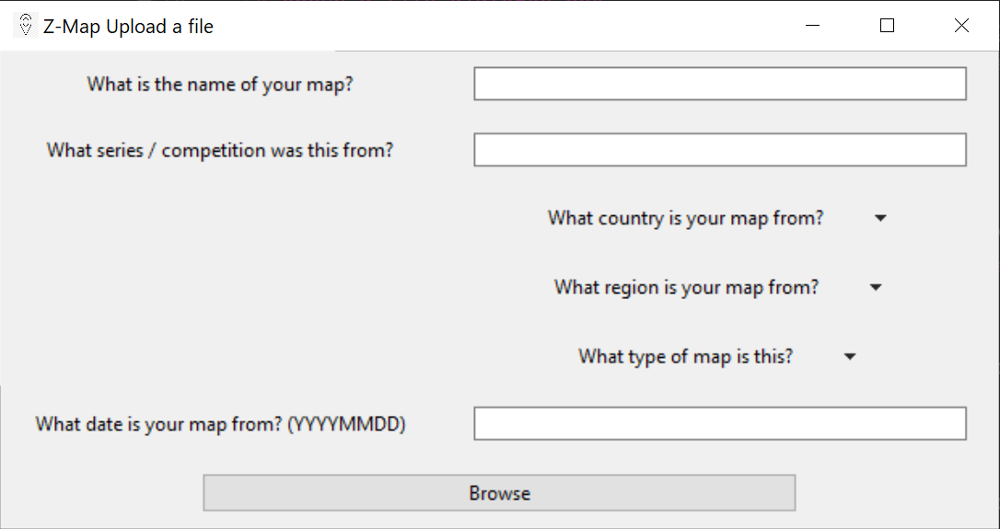 Z-Map Upload a file
What is the name of your map?
What series / competition was this from?
What country is your map from?
What region is your map from?
What type of map is this?
What date is your map from? (YYYYMMDD)
Browse